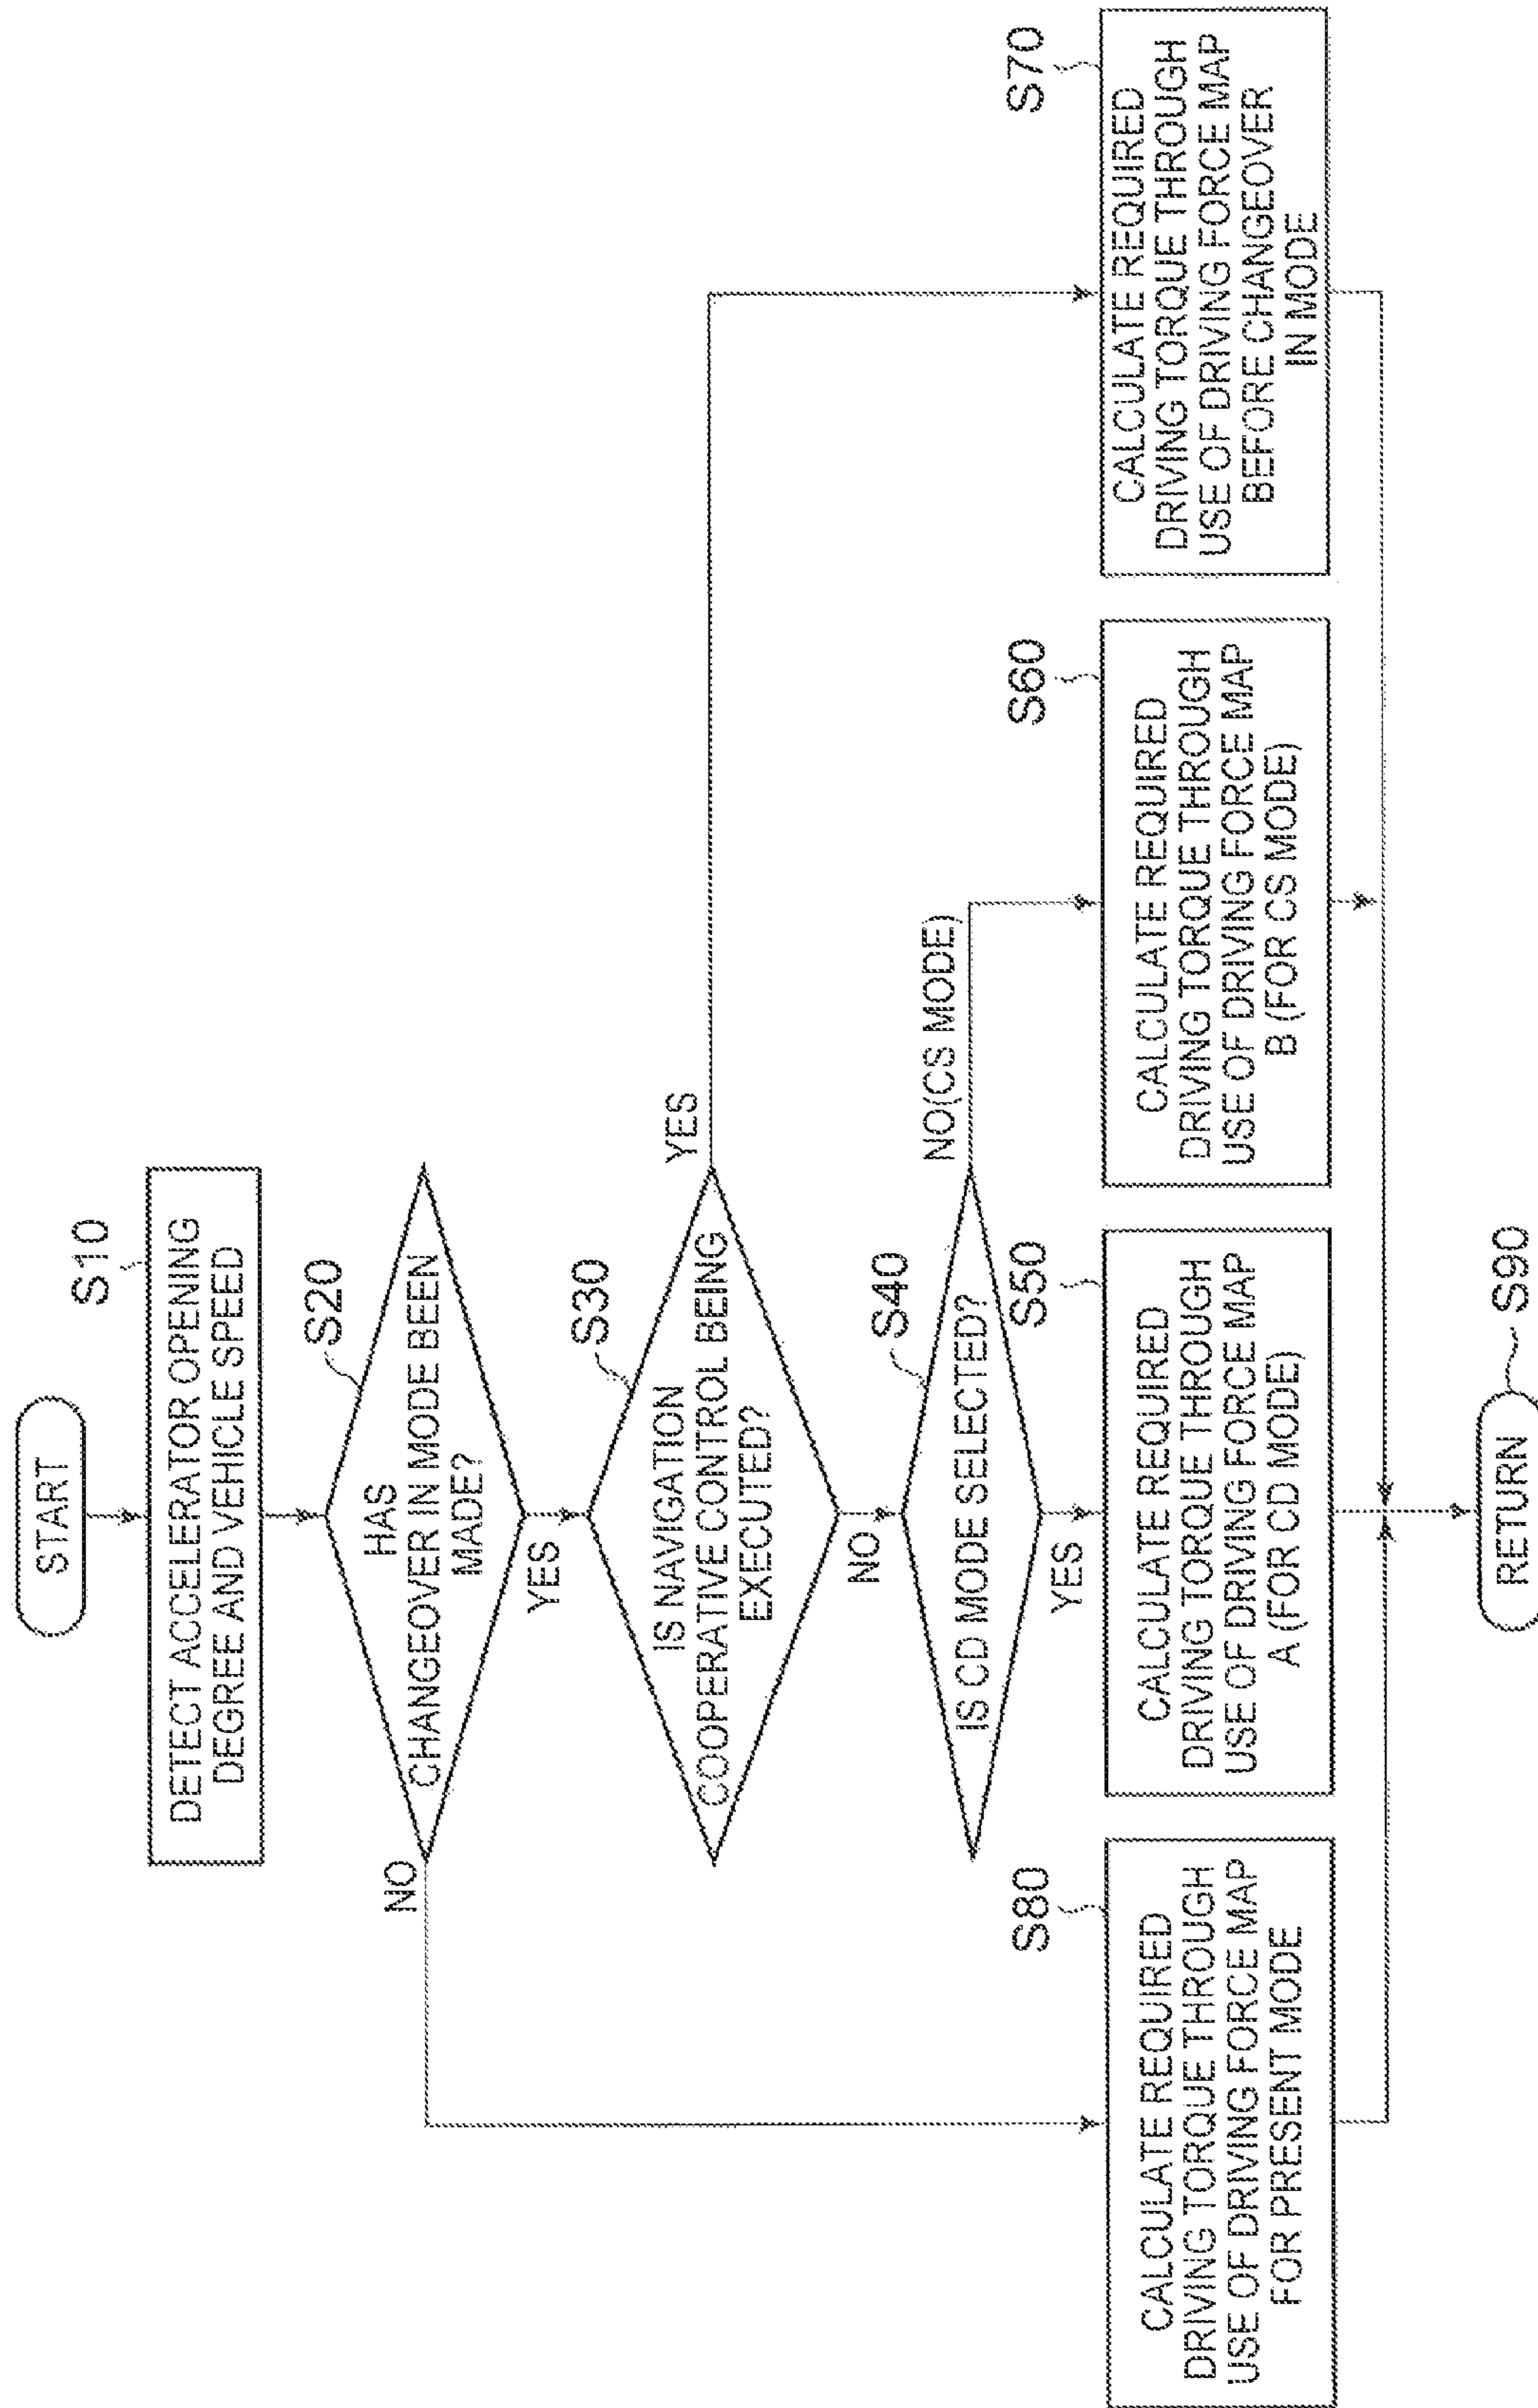 START
S10
DETECT ACCELERATOR OPENING
DEGREE AND VEHICLE SPEED
S20
HAS
CHANGEOVER IN MODE BEEN
MADE?
NO
YES
S30
IS NAVIGATION
COOPERATIVE CONTROL BEING
EXECUTED?
YES
NO
S40
IS CD MODE SELECTED?
NO(CS MODE)
YES
S80
CALCULATE REQUIRED
DRIVING TORQUE THROUGH
USE OF DRIVING FORCE MAP
FOR PRESENT MODE
S50
CALCULATE REQUIRED
DRIVING TORQUE THROUGH
USE OF DRIVING FORCE MAP
A (FOR CD MODE)
S60
CALCULATE REQUIRED
DRIVING TORQUE THROUGH
USE OF DRIVING FORCE MAP
B (FOR CS MODE)
S70
CALCULATE REQUIRED
DRIVING TORQUE THROUGH
USE OF DRIVING FORCE MAP
BEFORE CHANGEOVER
IN MODE
RETURN
S90